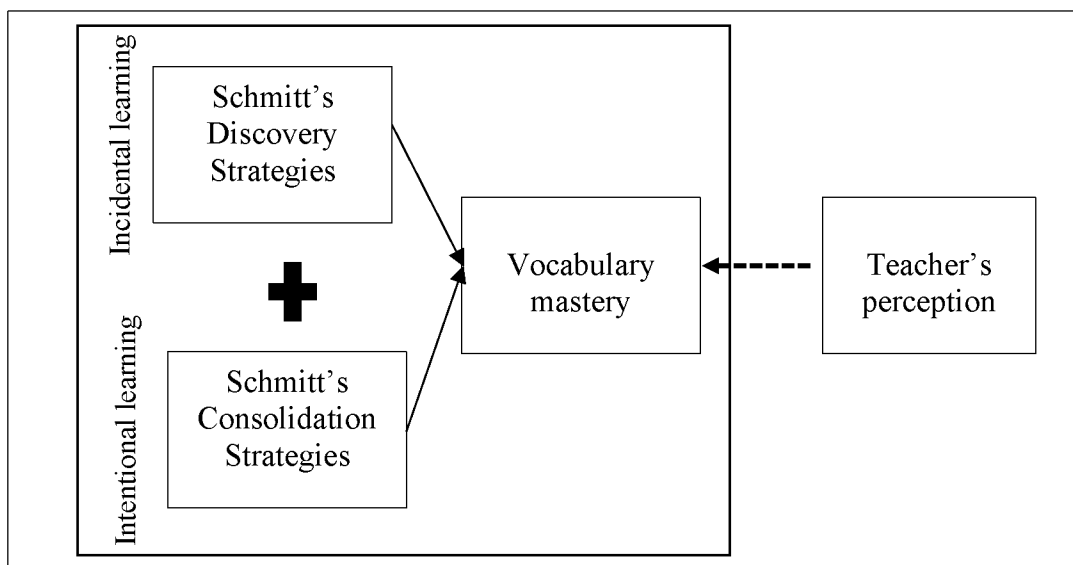 Incidental learning
Schmitt’s
Discovery
Strategies
Intentional learning
Schmitt’s
Consolidation
Strategies
Vocabulary
mastery
Teacher’s
perception